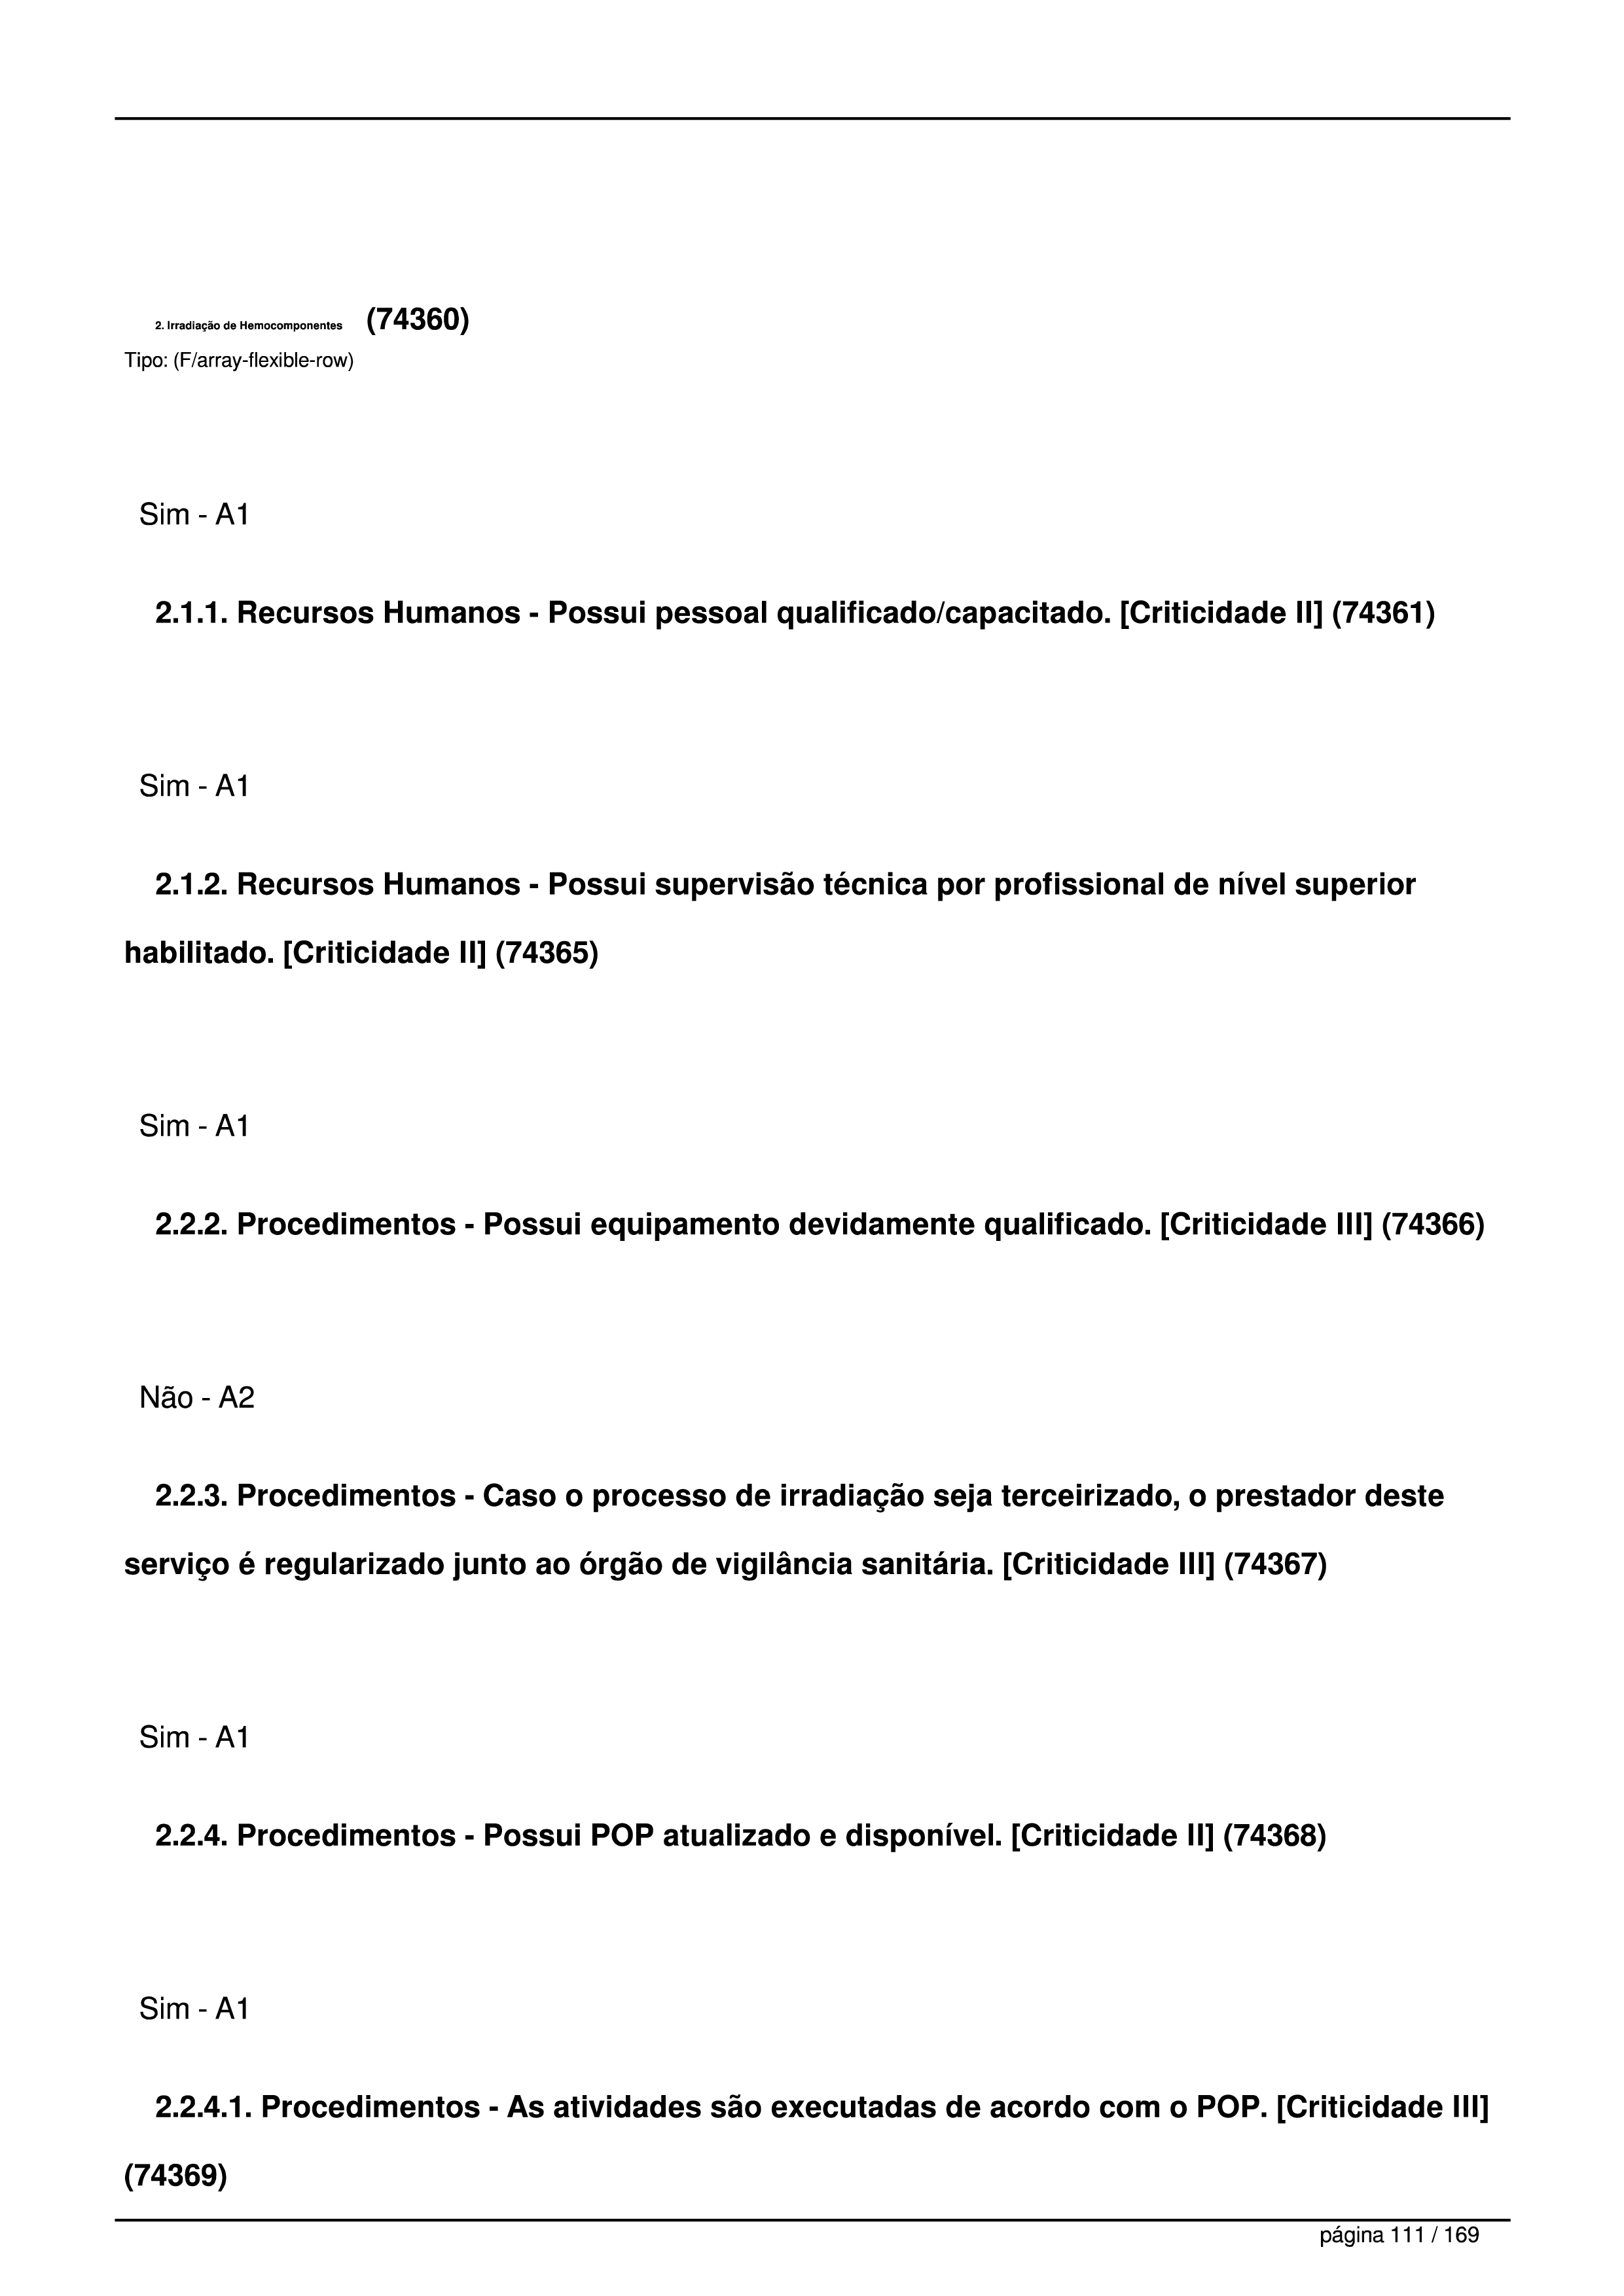 2. Irradiação de Hemocomponentes (74360)
Tipo: (F/array-flexible-row)
Sim - A1
2.1.1. Recursos Humanos - Possui pessoal qualificado/capacitado. [Criticidade II] (74361)
Sim - A1
2.1.2. Recursos Humanos - Possui supervisão técnica por profissional de nível superior
habilitado. [Criticidade II] (74365)
Sim - A1
2.2.2. Procedimentos - Possui equipamento devidamente qualificado. [Criticidade III] (74366)
Não - A2
2.2.3. Procedimentos - Caso o processo de irradiação seja terceirizado, o prestador deste
serviço é regularizado junto ao órgão de vigilância sanitária. [Criticidade III] (74367)
Sim - A1
2.2.4. Procedimentos - Possui POP atualizado e disponível. [Criticidade II] (74368)
Sim - A1
2.2.4.1. Procedimentos - As atividades são executadas de acordo com o POP. [Criticidade III]
(74369)
página 111 / 169